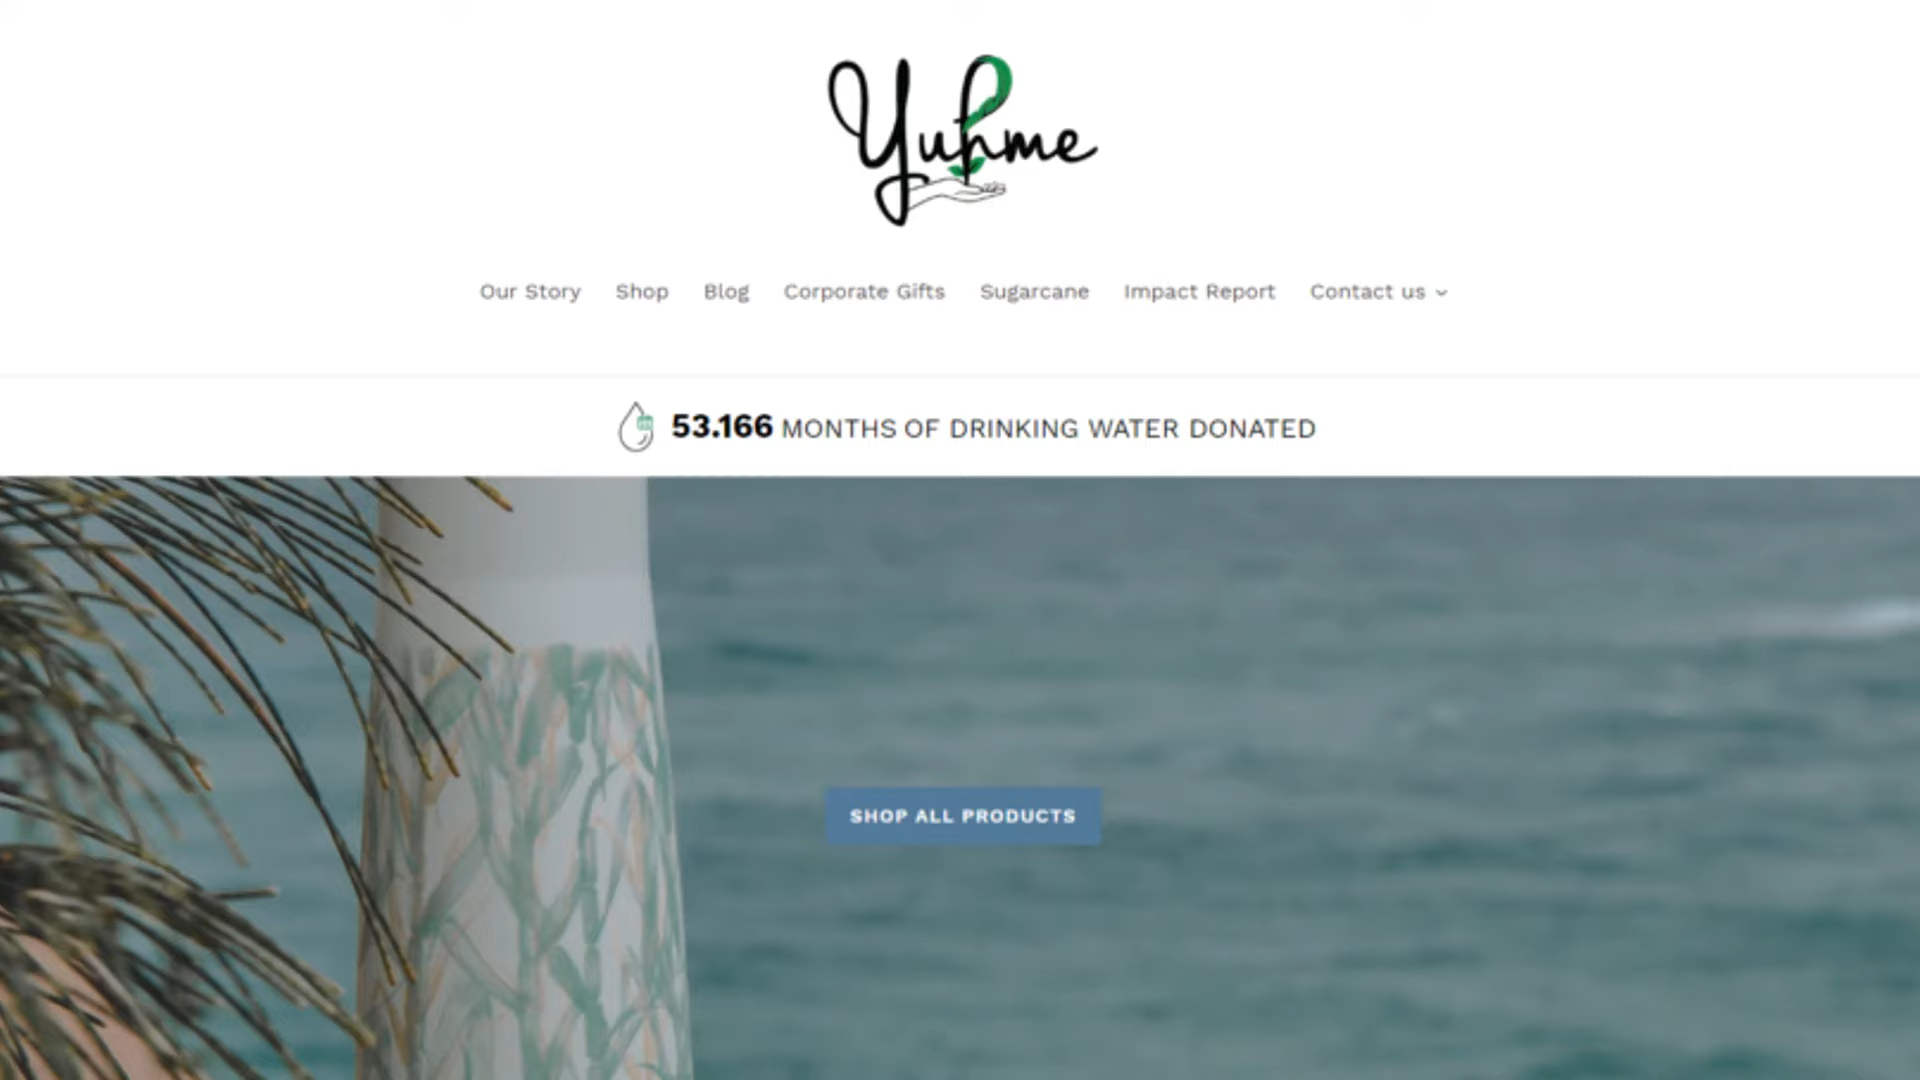 Yuhme
Our Story Shop Blog Corporate Gifts Sugarcane Impact Report Contact us
53.166 MONTHS OF DRINKING WATER DONATED
SHOP ALL PRODUCTS